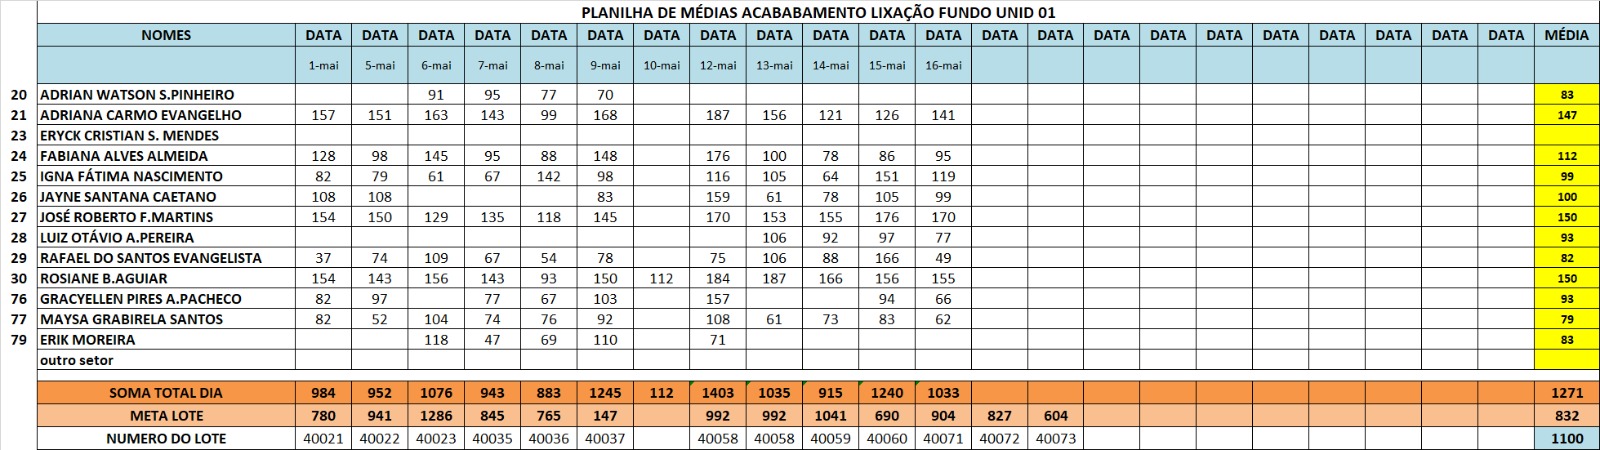 PLANILHA DE MÉDIAS ACABABAMENTO LIXAÇÃO FUNDO UNID 01
NOMES DATA DATA DATA DATA DATA DATA DATA DATA DATA DATA DATA DATA DATA DATA DATA DATA DATA DATA DATA DATA DATA DATA MÉDIA
1-mai 5-mai 6-mai 7-mai 8-mai 9-mai 10-mai 12-mai 13-mai 14-mai 15-mai 16-mai
20 ADRIAN WATSON S.PINHEIRO 91 95 77 70 83
21 ADRIANA CARMO EVANGELHO 157 151 163 143 99 168 187 156 121 126 141 147
23 ERYCK CRISTIAN S. MENDES
24 FABIANA ALVES ALMEIDA 128 98 145 95 88 148 176 100 78 86 95 112
25 IGNA FÁTIMA NASCIMENTO 82 79 61 67 142 98 116 105 64 151 119 99
26 JAYNE SANTANA CAETANO 108 108 83 159 61 78 105 99 100
27 JOSÉ ROBERTO F.MARTINS 154 150 129 135 118 145 170 153 155 176 170 150
28 LUIZ OTÁVIO A.PEREIRA 106 92 97 77 93
29 RAFAEL DO SANTOS EVANGELISTA 37 74 109 67 54 78 75 106 88 166 49 82
30 ROSIANE B.AGUIAR 154 143 156 143 93 150 112 184 187 166 156 155 150
76 GRACYELLEN PIRES A.PACHECO 82 97 77 67 103 157 94 66 93
77 MAYSA GRABIRELA SANTOS 82 52 104 74 76 92 108 61 73 83 62 79
79 ERIK MOREIRA 118 47 69 110 71 83
outro setor
SOMA TOTAL DIA 984 952 1076 943 883 1245 112 1403 1035 915 1240 1033 1271
META LOTE 780 941 1286 845 765 147 992 992 1041 690 904 827 604 832
NUMERO DO LOTE 40021 40022 40023 40035 40036 40037 40058 40058 40059 40060 40071 40072 40073 1100